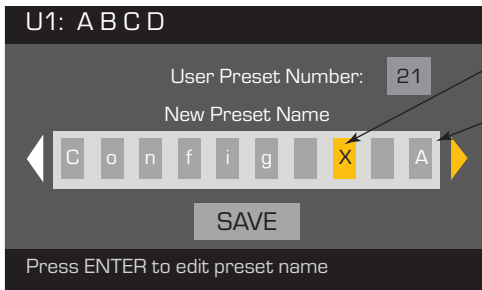 U1: A B C D
User Preset Number: 21
New Preset Name
C o n f i g X A
SAVE
Press ENTER to edit preset name